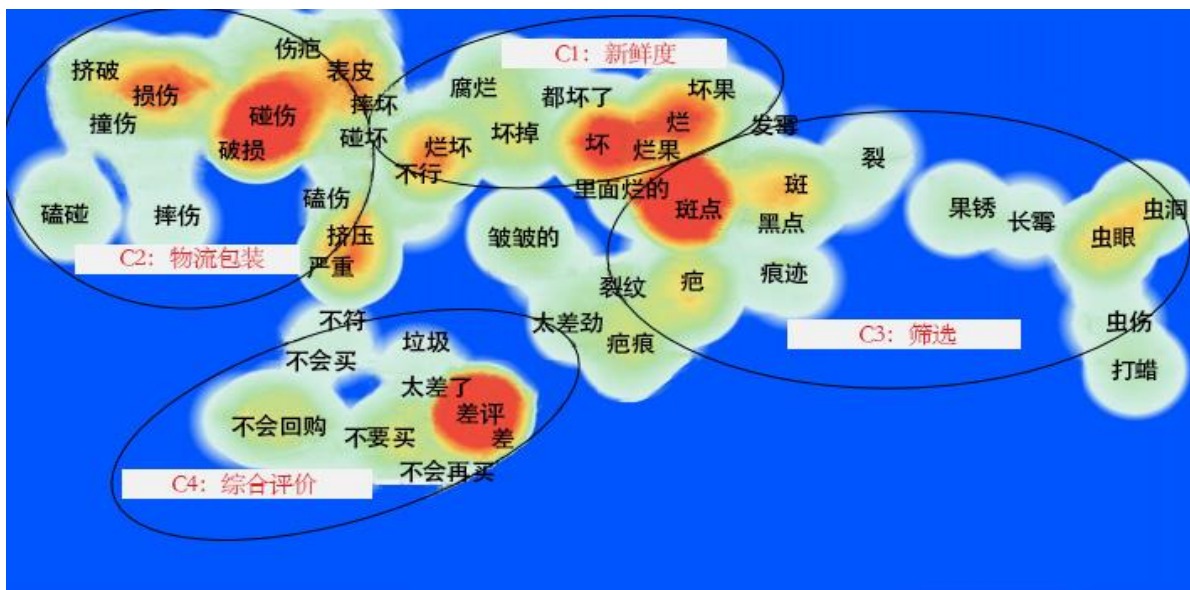 伤疤
C1：新鲜度
挤破
表皮
腐烂
坏果
损伤
都坏了
摔坏
撞伤
碰伤
烂
发霉
碰坏
坏掉
坏
破损
烂坏
烂果
裂
不行
里面烂的
斑
磕碰
摔伤
磕伤
斑点
果锈
虫洞
黑点
长霉
挤压
皱皱的
虫眼
C2：物流包装
严重
痕迹
裂纹
疤
不符
太差劲
虫伤
C3：筛选
垃圾
疤痕
不会买
打蜡
太差了
不会回购
差评
不要买
差
不会再买
C4：综合评价